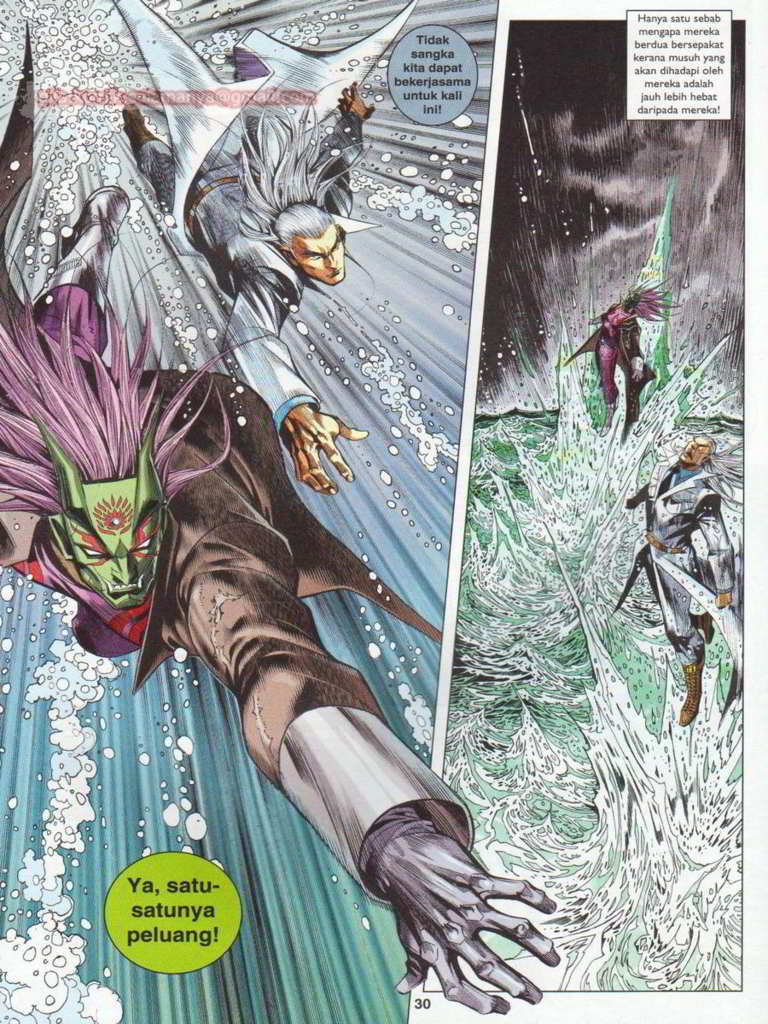 Tidak
sangka
kita dapat
bekerjasama
untuk kali
ini!
Ya, satu-
satunya
peluang!
Hanya satu sebab
mengapa mereka
berdua bersepakat
kerana musuh yang
akan dihadapi oleh
mereka adalah
jauh lebih hebat
daripada mereka!
30